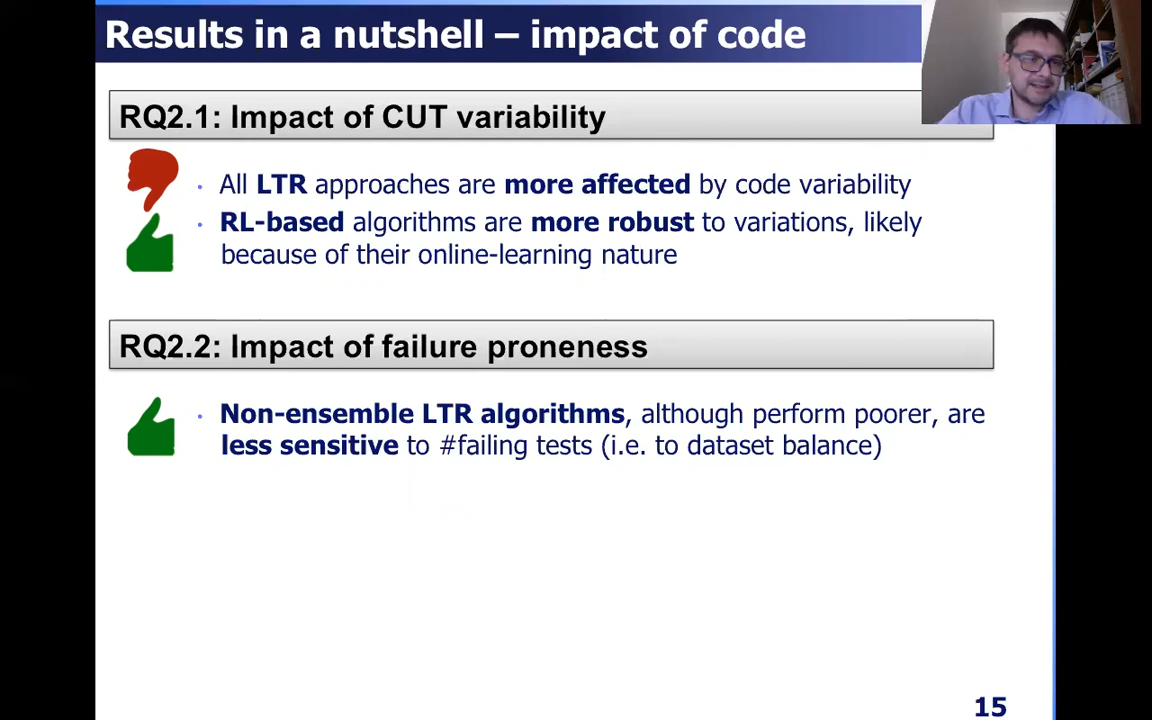 Results in a nutshell – impact of code
RQ2.1: Impact of CUT variability
• All LTR approaches are more affected by code variability
• RL-based algorithms are more robust to variations, likely
because of their online-learning nature
RQ2.2: Impact of failure proneness
• Non-ensemble LTR algorithms, although perform poorer, are
less sensitive to #failing tests (i.e. to dataset balance)
15